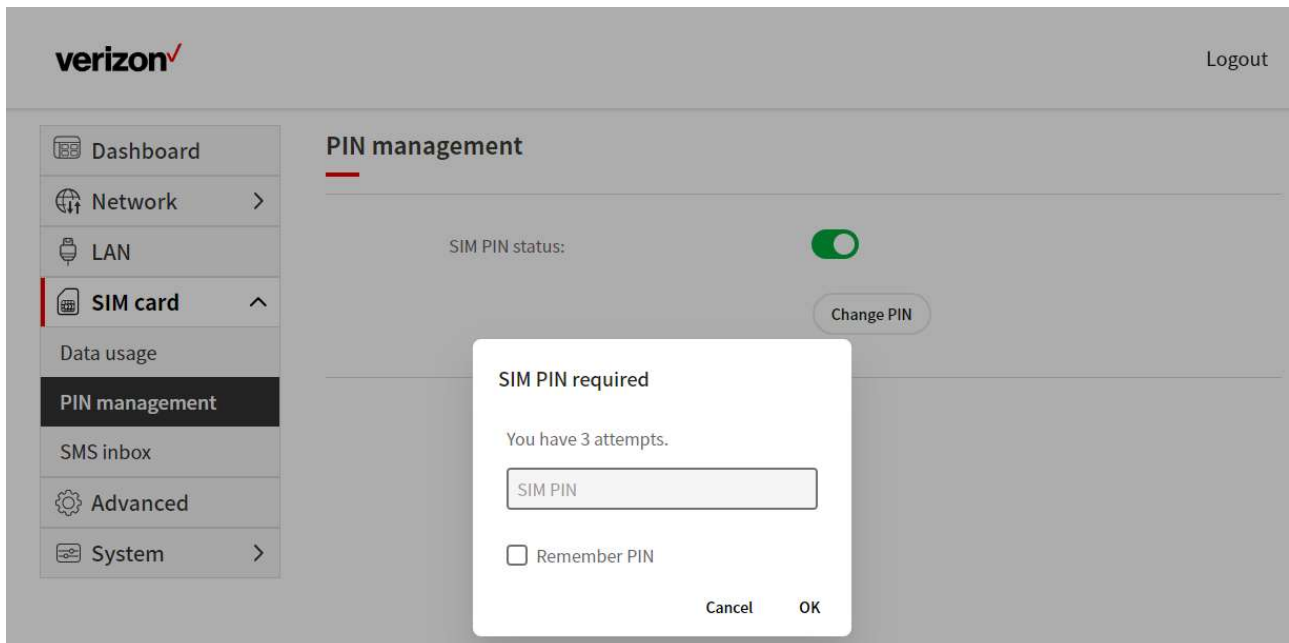 verizon
Logout
Dashboard
Network
LAN
SIM card
Data usage
PIN management
SMS inbox
Advanced
System
PIN management
SIM PIN status:
Change PIN
SIM PIN required
You have 3 attempts.
SIM PIN
Remember PIN
Cancel OK